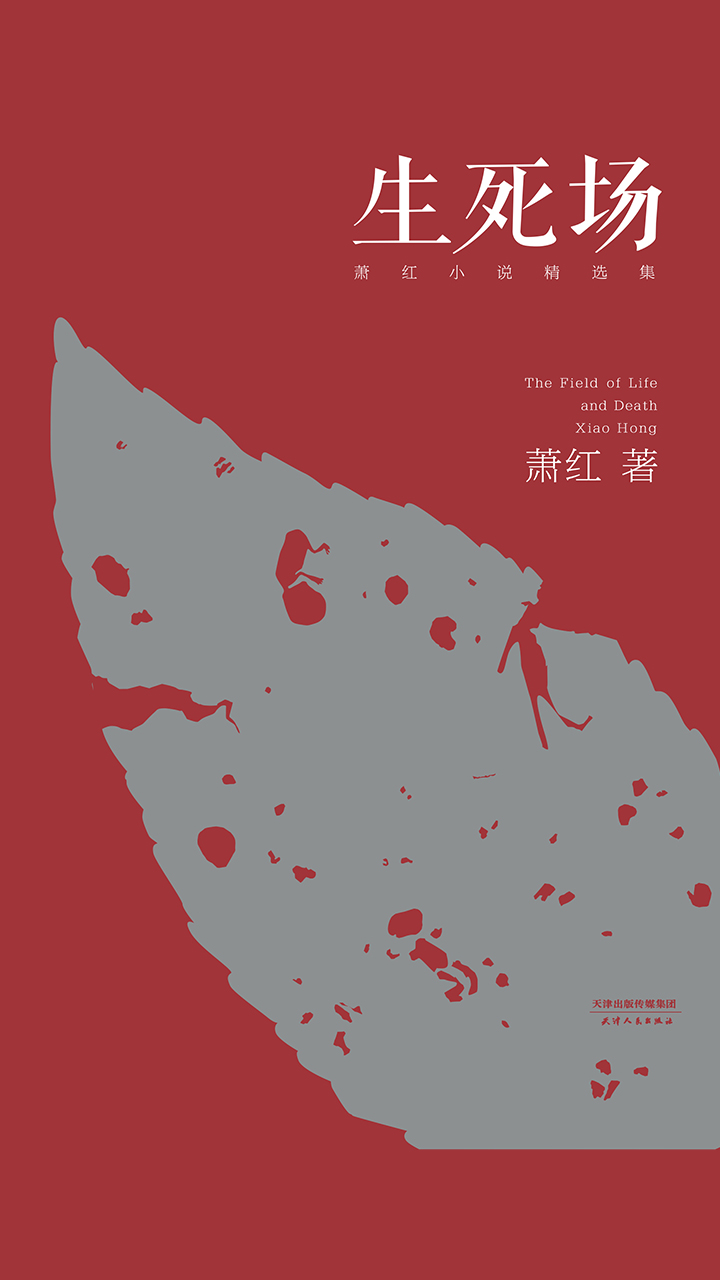 生死场
萧红小说精选集
The Field of Life
and Death
Xiao Hong
萧红 著
天津出版传媒集团
天津人民出版社